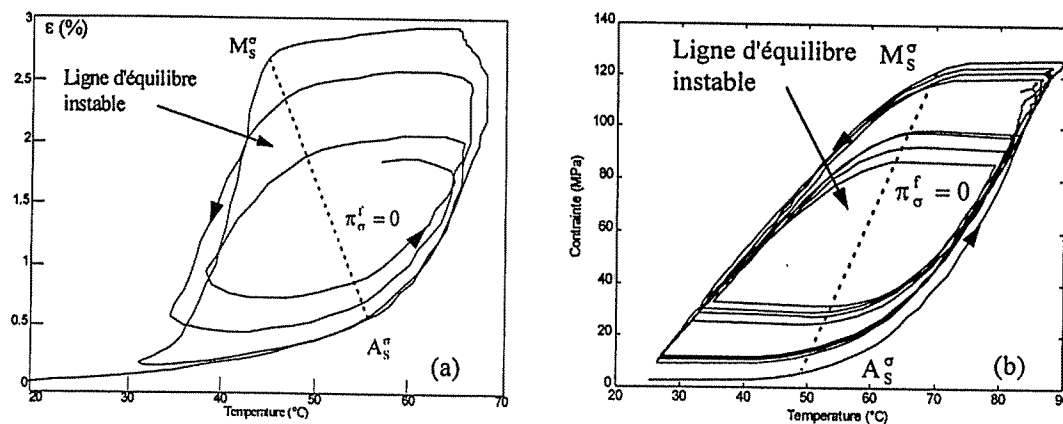 ε (%)
3
2.5
2
1.5
1
0.5
0
20
30
40
50
60
70
Temperature (°C)
M_S^σ
Ligne d'équilibre
instable
π_σ^f = 0
A_S^σ
(a)
140
120
100
80
60
40
20
0
Contrainte (MPa)
20
30
40
50
60
70
80
90
Temperature (°C)
Ligne d'équilibre
instable
M_S^σ
π_σ^f = 0
A_S^σ
(b)